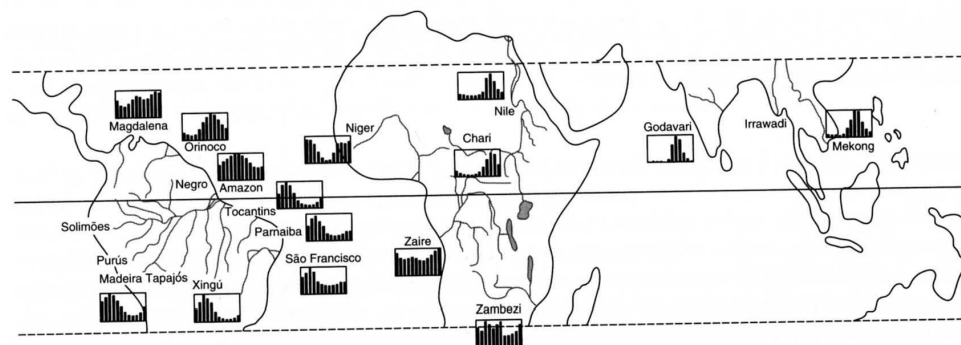 Magdalena
Orinoco
Negro
Amazon
Solimões
Tocantins
Parnaiba
Purús
Madeira Tapajós
Xingú
São Francisco
Niger
Nile
Chari
Zaire
Zambezi
Godavari
Irrawadi
Mekong